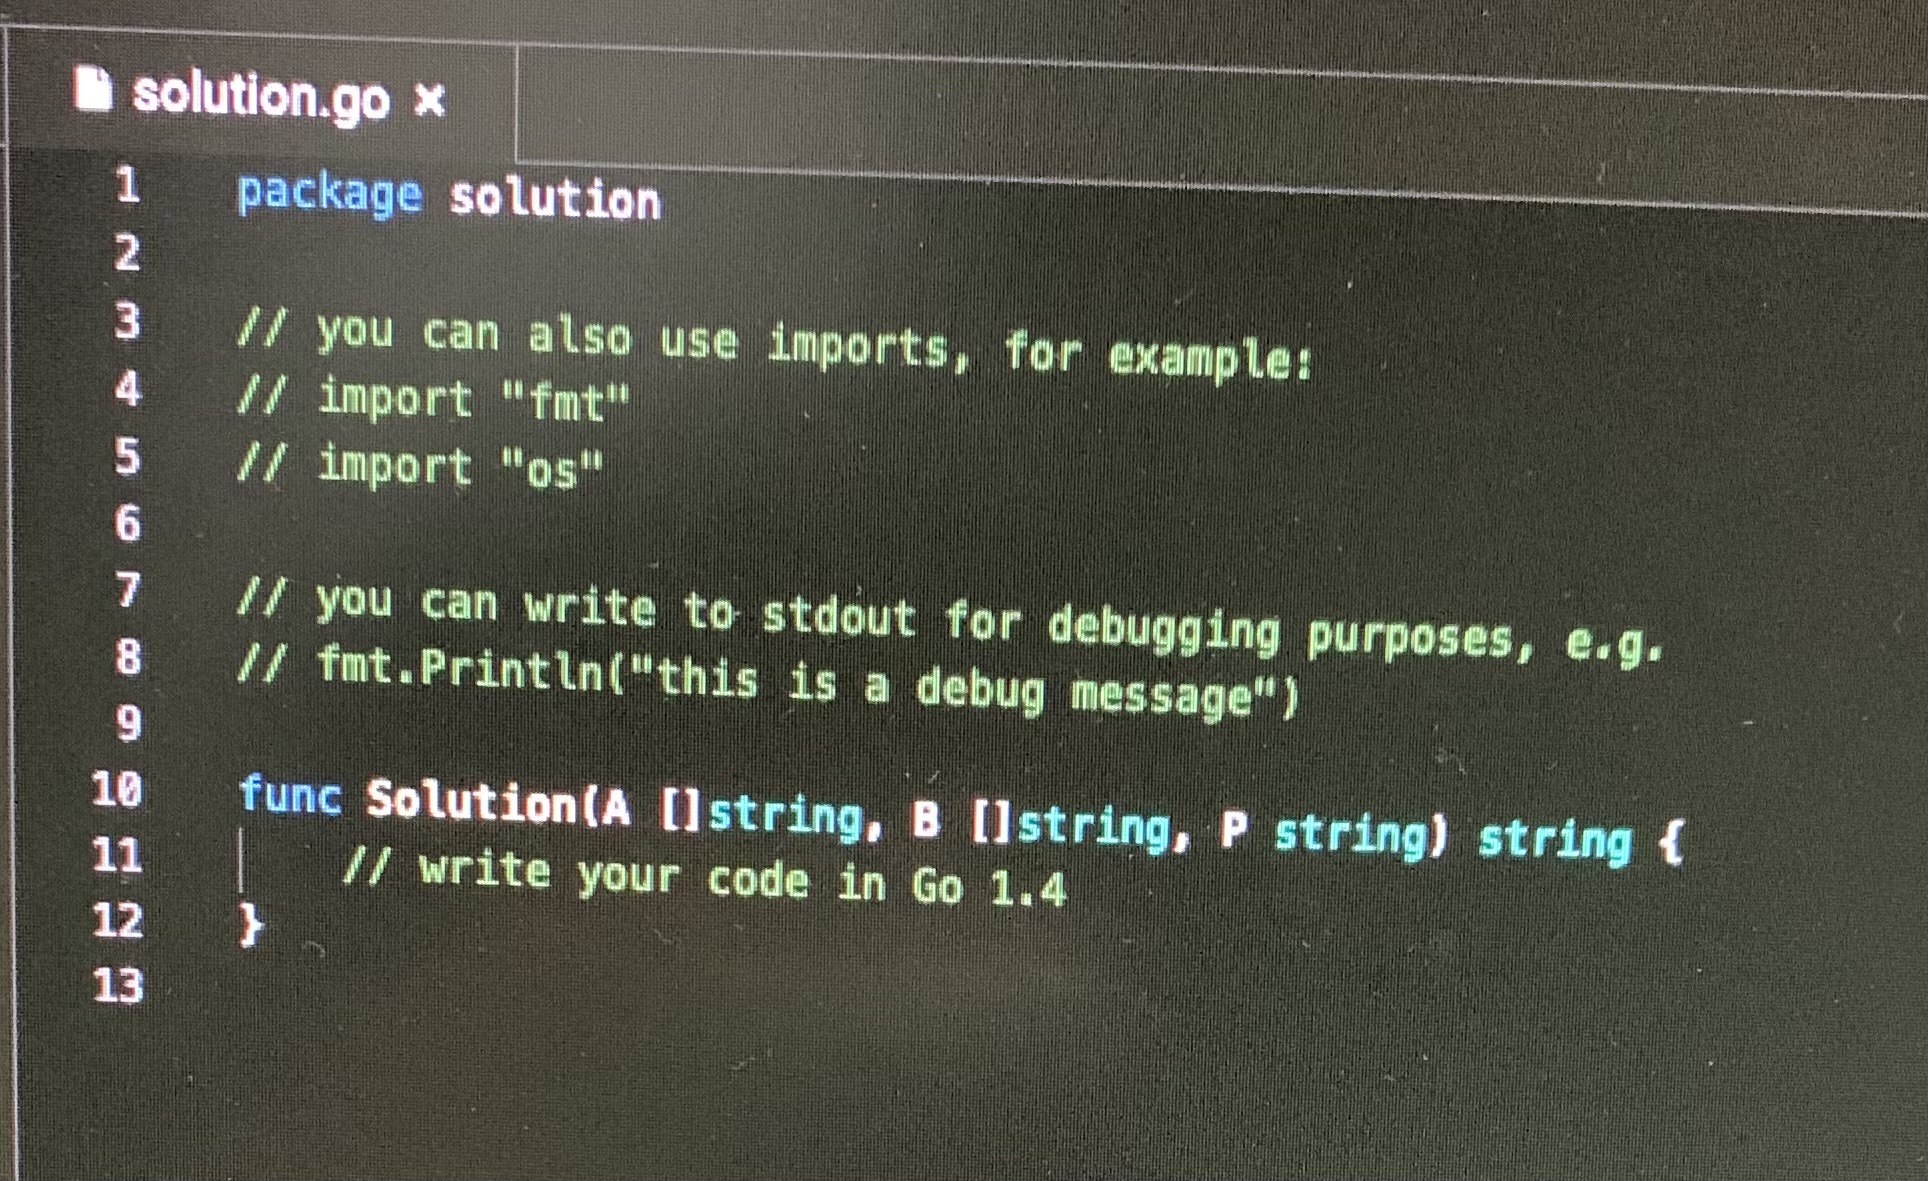 solution.go ×
1 package solution
2
3 // you can also use imports, for example:
4 // import "fmt"
5 // import "os"
6
7 // you can write to stdout for debugging purposes, e.g.
8 // fmt.Println("this is a debug message")
9
10 func Solution(A []string, B []string, P string) string {
11     // write your code in Go 1.4
12 }
13